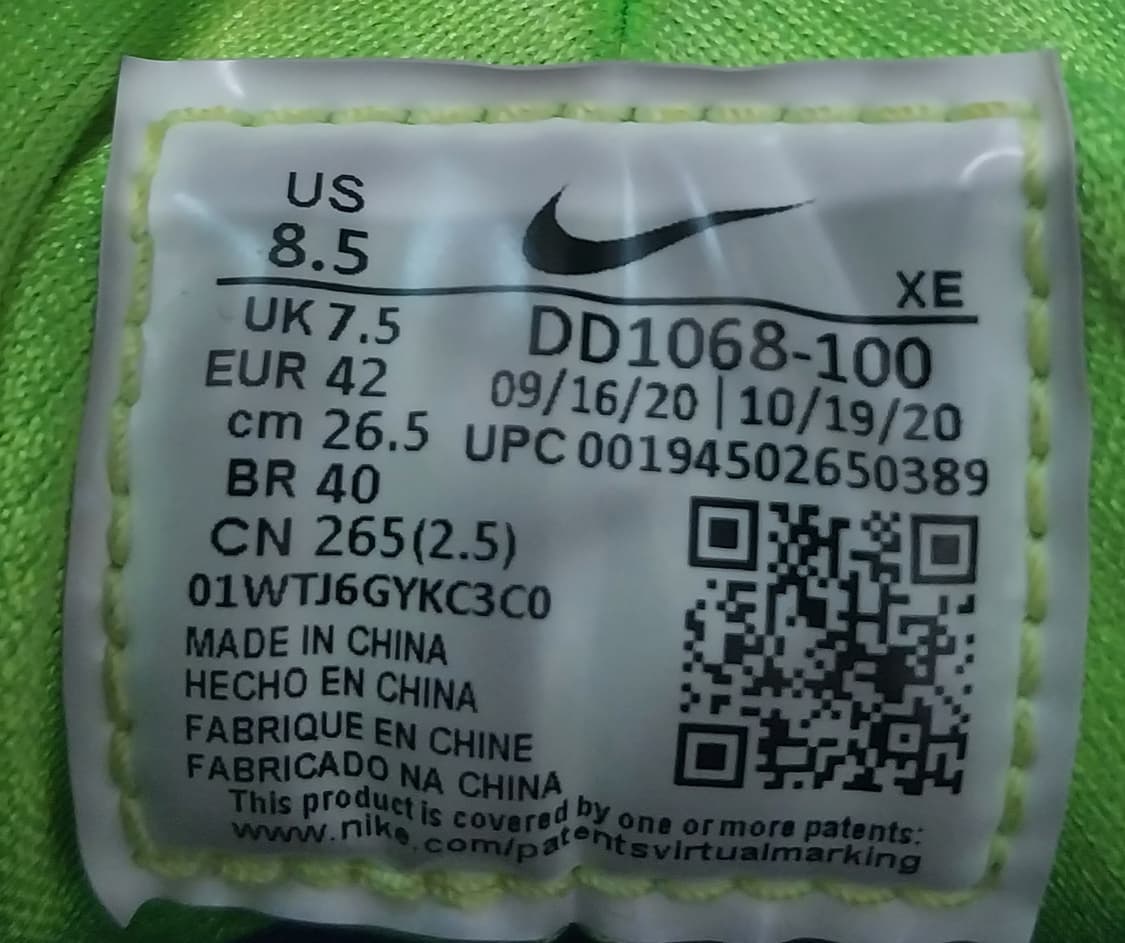 US
8.5
XE
UK 7.5
EUR 42
cm 26.5
BR 40
CN 265(2.5)
01WTJ6GYKC3C0
DD1068-100
09/16/20 | 10/19/20
UPC 00194502650389
MADE IN CHINA
HECHO EN CHINA
FABRIQUE EN CHINE
FABRICADO NA CHINA
This product is covered by one or more patents:
www.nike.com/patentsvirtualmarking